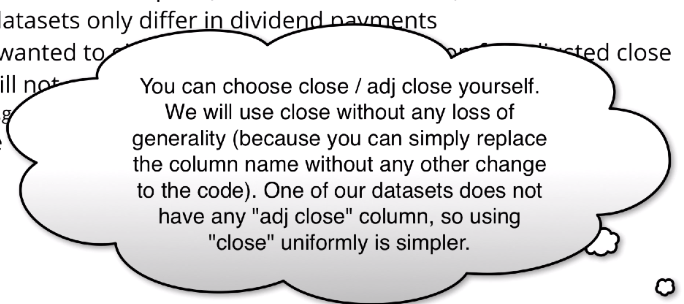 datasets only differ in dividend payments
wanted to
close
You can choose close / adj close yourself.
We will use close without any loss of
generality (because you can simply replace
the column name without any other change
to the code). One of our datasets does not
have any "adj close" column, so using
"close" uniformly is simpler.